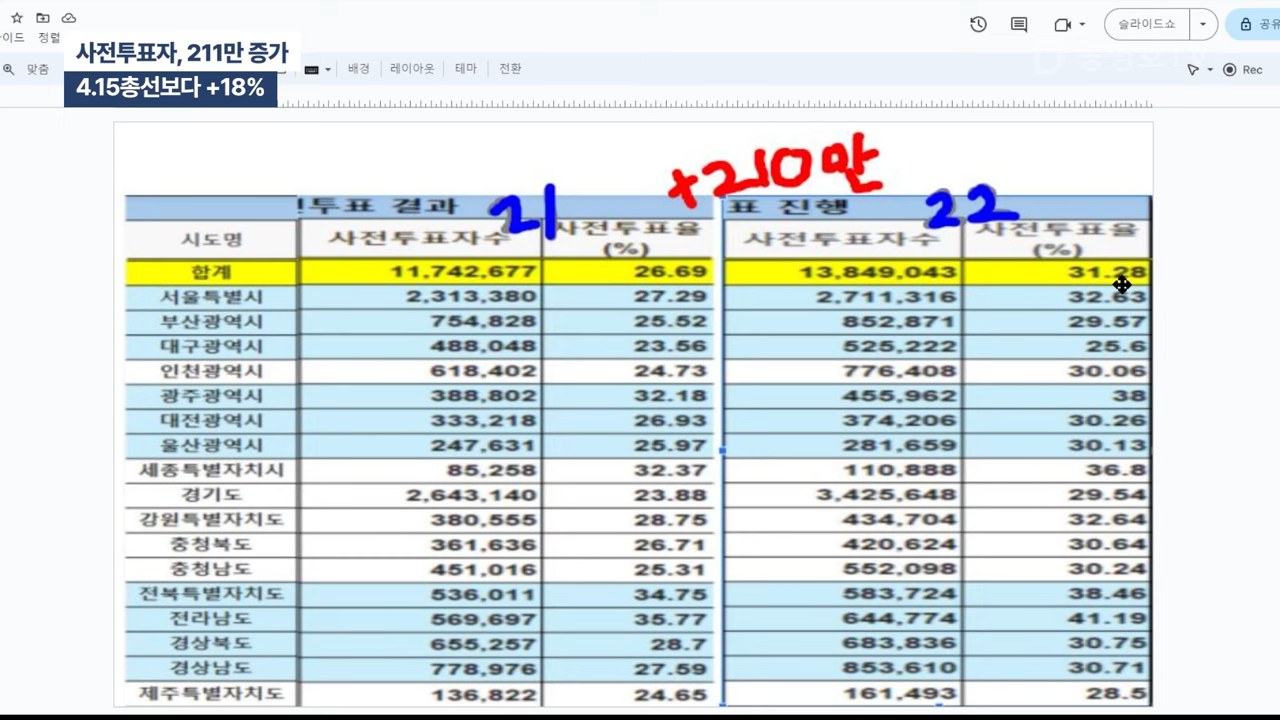 슬라이드쇼
공유
이드 정렬
사전투표자, 211만 증가
맞춤
배경 레이아웃 테마 전환
Rec
4.15총선보다 +18%
+210만
투표 결과 21 표 진행 22
시도명 사전투표자수 사전투표율 (%) 사전투표자수 사전투표율 (%)
합계 11,742,677 26.69 13,849,043 31.28
서울특별시 2,313,380 27.29 2,711,316 32.63
부산광역시 754,828 25.52 852,871 29.57
대구광역시 488,048 23.56 525,222 25.6
인천광역시 618,402 24.73 776,408 30.06
광주광역시 388,802 32.18 455,962 38
대전광역시 333,218 26.93 374,206 30.26
울산광역시 247,631 25.97 281,659 30.13
세종특별자치시 85,258 32.37 110,888 36.8
경기도 2,643,140 23.88 3,425,648 29.54
강원특별자치도 380,555 28.75 434,704 32.64
충청북도 361,636 26.71 420,624 30.64
충청남도 451,016 25.31 552,098 30.24
전북특별자치도 536,011 34.75 583,724 38.46
전라남도 569,697 35.77 644,774 41.19
경상북도 655,257 28.7 683,836 30.75
경상남도 778,976 27.59 853,610 30.71
제주특별자치도 136,822 24.65 161,493 28.5